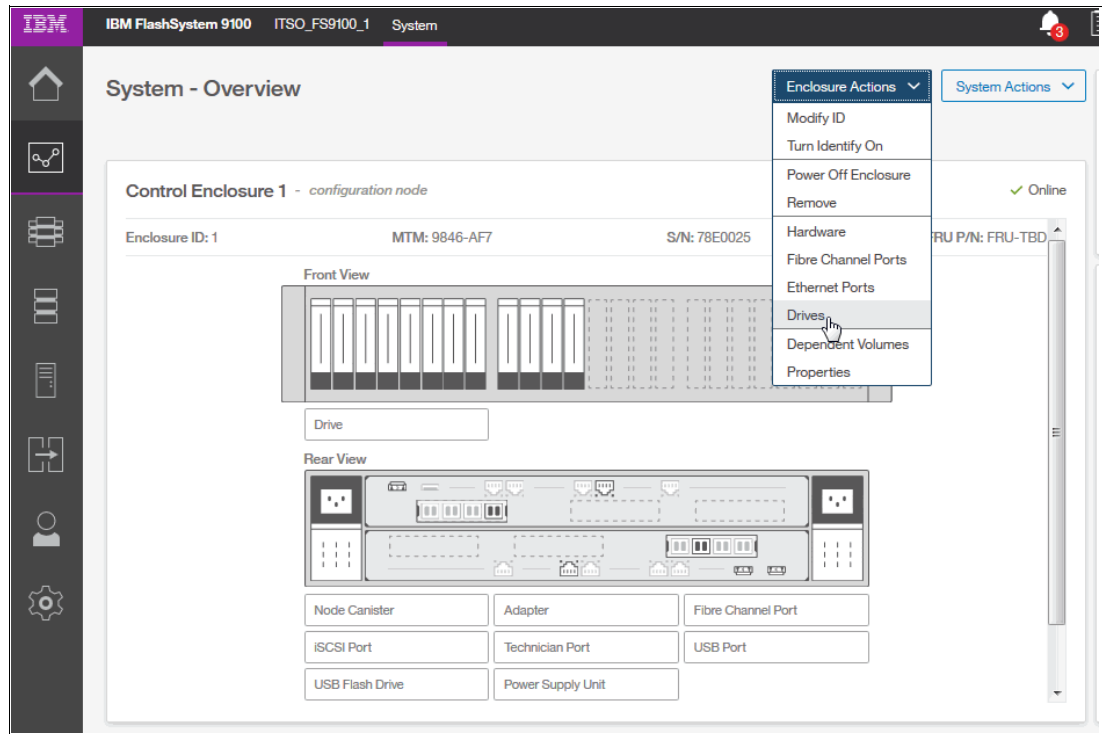 IBM
IBM FlashSystem 9100 ITSO_FS9100_1 System
3
System - Overview
Enclosure Actions
System Actions
Modify ID
Turn Identify On
Power Off Enclosure
Remove
Hardware
Fibre Channel Ports
Ethernet Ports
Drives
Dependent Volumes
Properties
Control Enclosure 1 - configuration node
Online
Enclosure ID: 1 MTM: 9846-AF7 S/N: 78E0025 FRU P/N: FRU-TBD
Front View
Drive
Rear View
Node Canister Adapter Fibre Channel Port
iSCSI Port Technician Port USB Port
USB Flash Drive Power Supply Unit